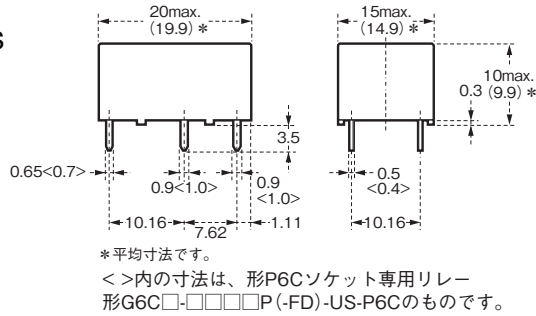 S
20max.
(19.9) *
15max.
(14.9) *
10max.
(9.9) *
0.3
3.5
0.65<0.7>
0.9<1.0>
0.9
<1.0>
0.5
<0.4>
10.16
7.62
1.11
10.16
*平均寸法です。
< >内の寸法は、形P6Cソケット専用リレー
形G6C□-□□□□P(-FD)-US-P6Cのものです。